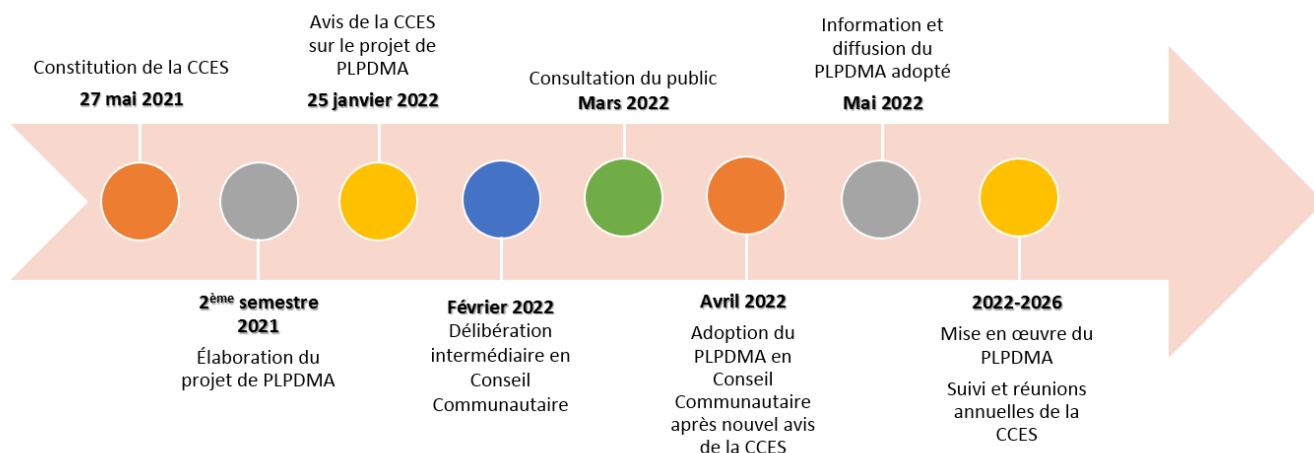 Constitution de la CCES
27 mai 2021
2ème semestre
2021
Élaboration du
projet de PLPDMA
Avis de la CCES
sur le projet de
PLPDMA
25 janvier 2022
Février 2022
Délibération
intermédiaire en
Conseil
Communautaire
Consultation du public
Mars 2022
Avril 2022
Adoption du
PLPDMA en
Conseil
Communautaire
après nouvel avis
de la CCES
Information et
diffusion du
PLPDMA adopté
Mai 2022
2022-2026
Mise en œuvre du
PLPDMA
Suivi et réunions
annuelles de la
CCES